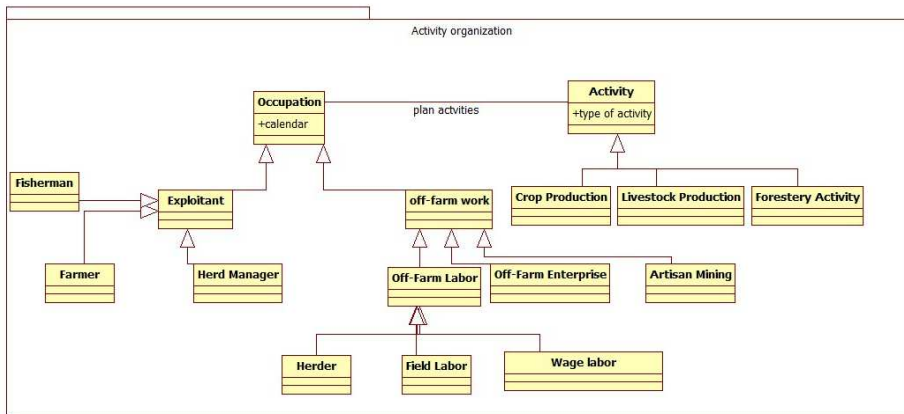 Activity organization
Occupation
+calendar
plan actvities
Activity
+type of activity
Fisherman
Exploitant
off-farm work
Crop Production
Livestock Production
Forestery Activity
Farmer
Herd Manager
Off-Farm Labor
Off-Farm Enterprise
Artisan Mining
Herder
Field Labor
Wage labor